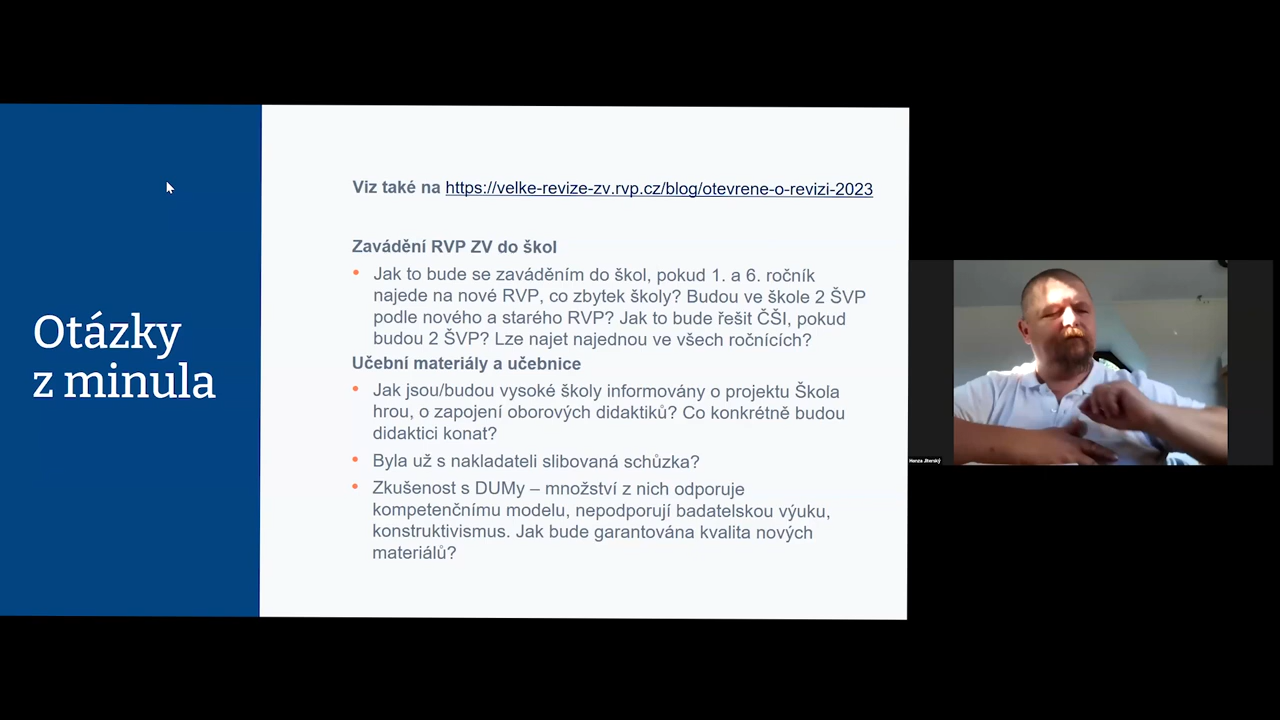 Otázky
z minula
Viz také na https://velke-revize-zv.rvp.cz/blog/otevrene-o-revizi-2023
Zavádění RVP ZV do škol
• Jak to bude se zaváděním do škol, pokud 1. a 6. ročník
najede na nové RVP, co zbytek školy? Budou ve škole 2 ŠVP
podle nového a starého RVP? Jak to bude řešit ČŠI, pokud
budou 2 ŠVP? Lze najet najednou ve všech ročnících?
Učební materiály a učebnice
• Jak jsou/budou vysoké školy informovány o projektu Škola
hrou, o zapojení oborových didaktiků? Co konkrétně budou
didaktici konat?
• Byla už s nakladateli slibovaná schůzka?
• Zkušenost s DUMy – množství z nich odporuje
kompetenčnímu modelu, nepodporují badatelskou výuku,
konstruktivismus. Jak bude garantována kvalita nových
materiálů?
Honza Jiterský